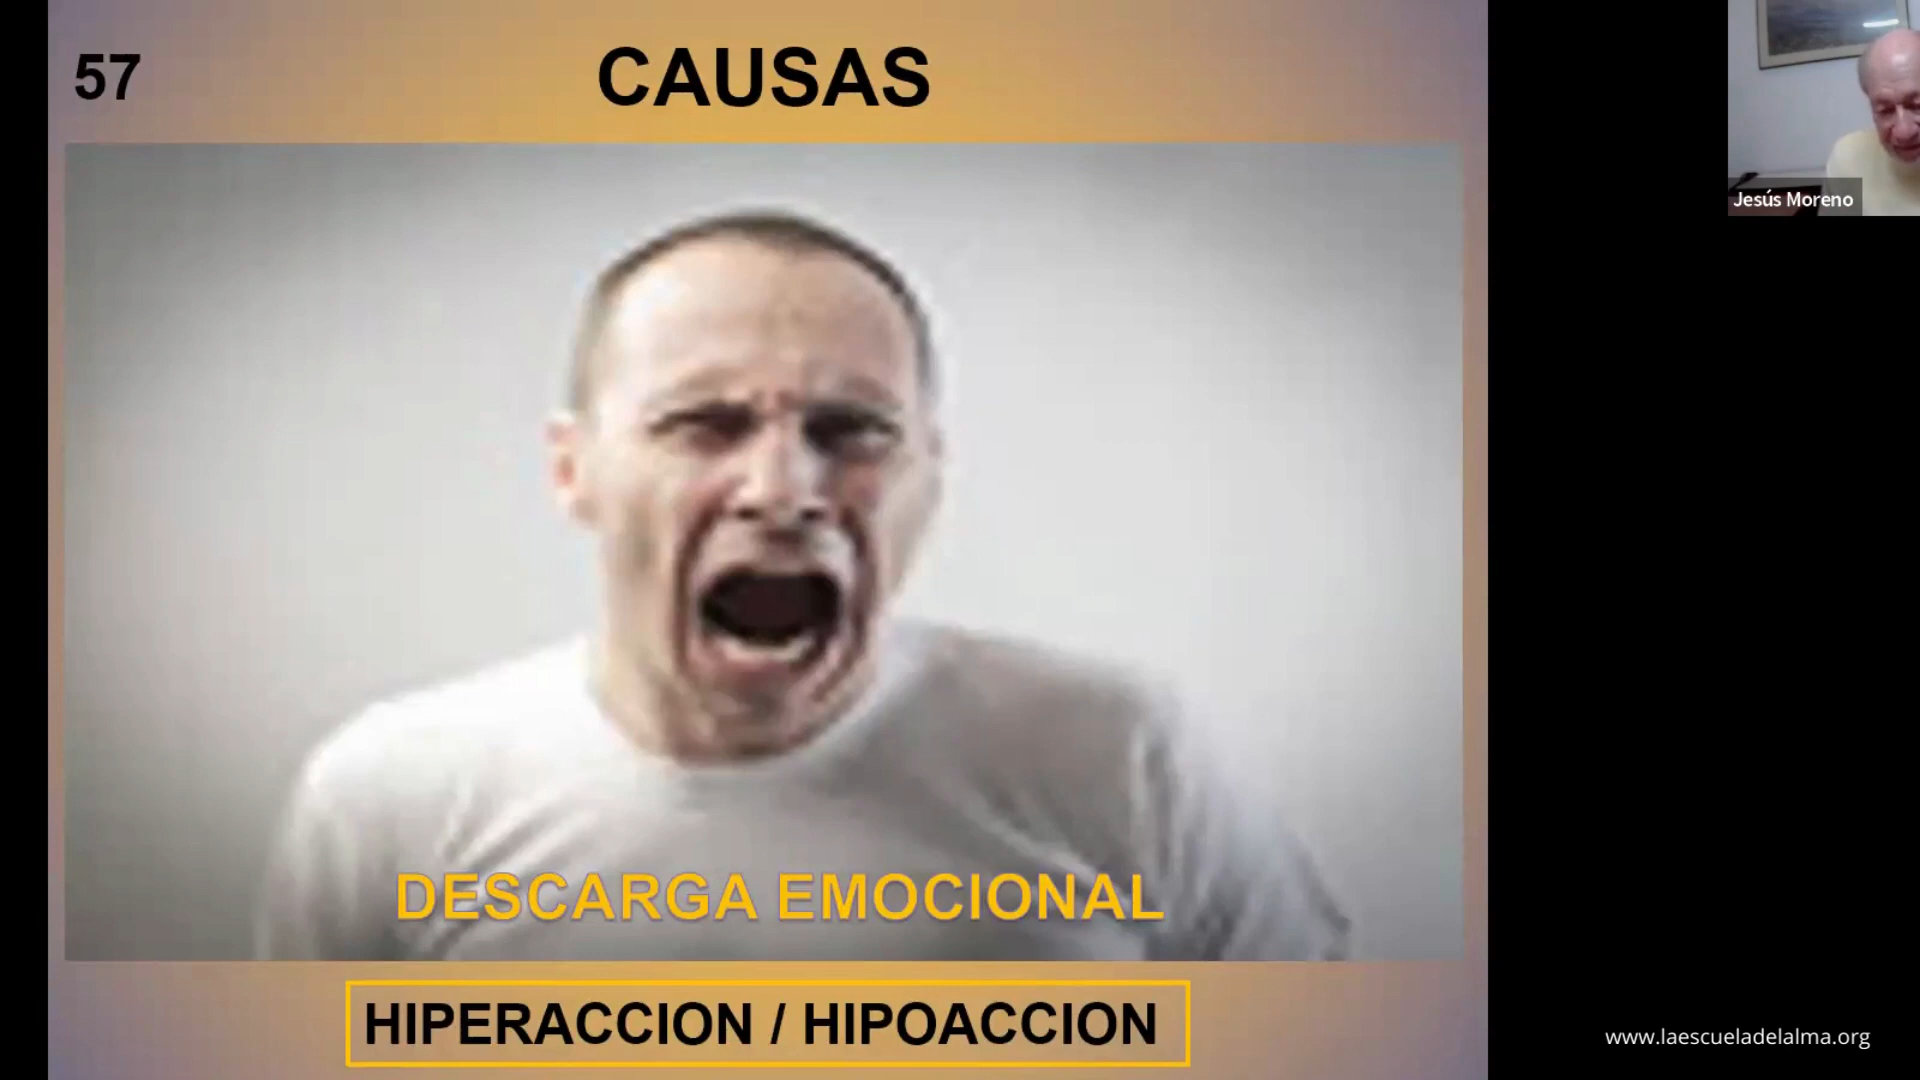 57
CAUSAS
Jesús Moreno
DESCARGA EMOCIONAL
HIPERACCION / HIPOACCION
www.laescueladelalma.org